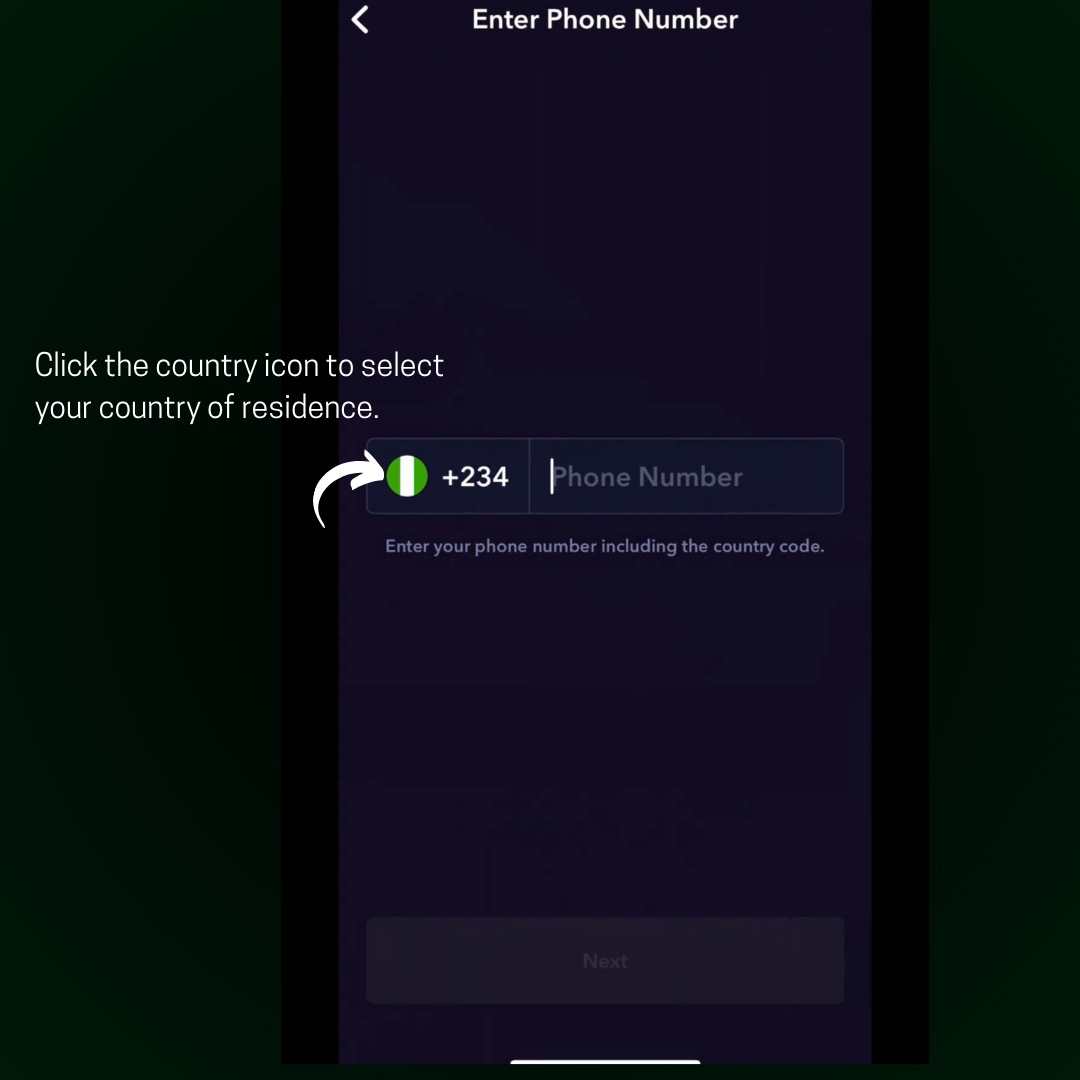 Enter Phone Number
Click the country icon to select
your country of residence.
+234 Phone Number
Enter your phone number including the country code.
Next